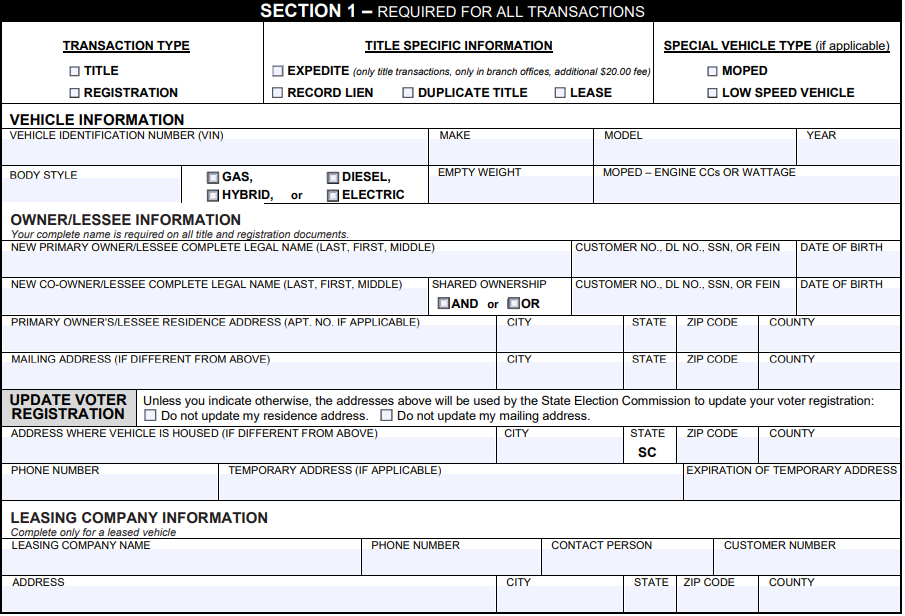 SECTION 1 – REQUIRED FOR ALL TRANSACTIONS
TRANSACTION TYPE
TITLE
REGISTRATION
TITLE SPECIFIC INFORMATION
EXPEDITE (only title transactions, only in branch offices, additional $20.00 fee)
RECORD LIEN DUPLICATE TITLE LEASE
SPECIAL VEHICLE TYPE (if applicable)
MOPED
LOW SPEED VEHICLE
VEHICLE INFORMATION
VEHICLE IDENTIFICATION NUMBER (VIN) MAKE MODEL YEAR
BODY STYLE
GAS, DIESEL,
HYBRID, or ELECTRIC
EMPTY WEIGHT MOPED – ENGINE CCs OR WATTAGE
OWNER/LESSEE INFORMATION
Your complete name is required on all title and registration documents.
NEW PRIMARY OWNER/LESSEE COMPLETE LEGAL NAME (LAST, FIRST, MIDDLE) CUSTOMER NO., DL NO., SSN, OR FEIN DATE OF BIRTH
NEW CO-OWNER/LESSEE COMPLETE LEGAL NAME (LAST, FIRST, MIDDLE) SHARED OWNERSHIP CUSTOMER NO., DL NO., SSN, OR FEIN DATE OF BIRTH
AND or OR
PRIMARY OWNER'S/LESSEE RESIDENCE ADDRESS (APT. NO. IF APPLICABLE) CITY STATE ZIP CODE COUNTY
MAILING ADDRESS (IF DIFFERENT FROM ABOVE) CITY STATE ZIP CODE COUNTY
UPDATE VOTER
REGISTRATION
Unless you indicate otherwise, the addresses above will be used by the State Election Commission to update your voter registration:
Do not update my residence address. Do not update my mailing address.
ADDRESS WHERE VEHICLE IS HOUSED (IF DIFFERENT FROM ABOVE) CITY STATE ZIP CODE COUNTY
SC
PHONE NUMBER TEMPORARY ADDRESS (IF APPLICABLE) EXPIRATION OF TEMPORARY ADDRESS
LEASING COMPANY INFORMATION
Complete only for a leased vehicle
LEASING COMPANY NAME PHONE NUMBER CONTACT PERSON CUSTOMER NUMBER
ADDRESS CITY STATE ZIP CODE COUNTY